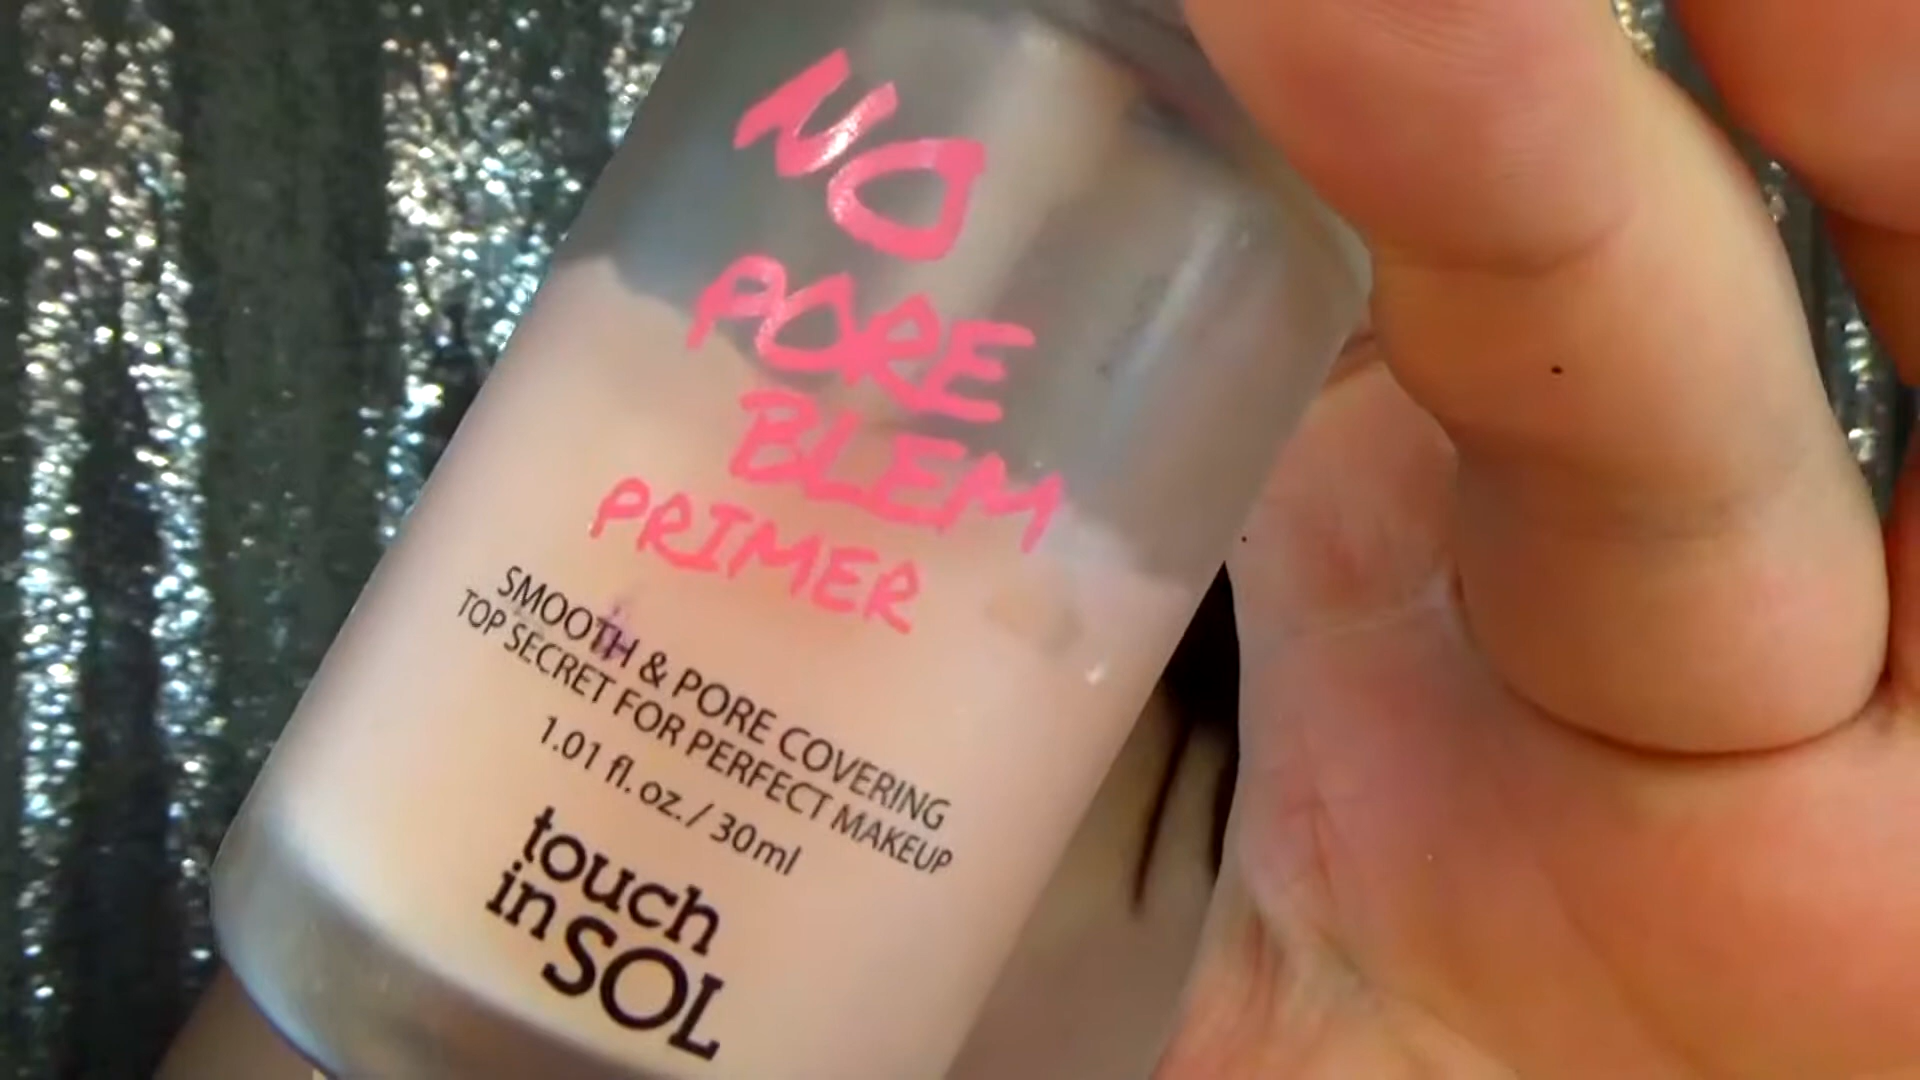 NO
PORE
BLEM
PRIMER
SMOOTH & PORE COVERING
TOP SECRET FOR PERFECT MAKEUP
1.01 fl. oz. / 30ml
touch
in SOL